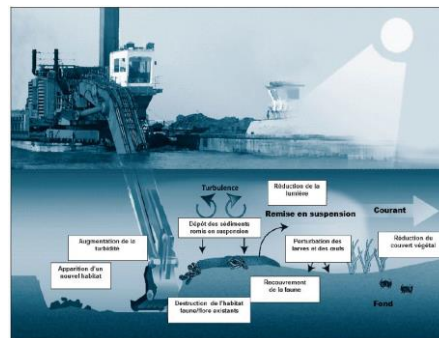 Réduction de la
lumière
Turbulence
Dépôt des sédiments
remis en suspension
Remise en suspension
Courant
Augmentation de la
turbidité
Perturbation des
larves et des œufs
Réduction du
couvert végétal
Apparition d'un
nouvel habitat
Recouvrement
de la faune
Destruction de l'habitat
faune/flore existants
Fond